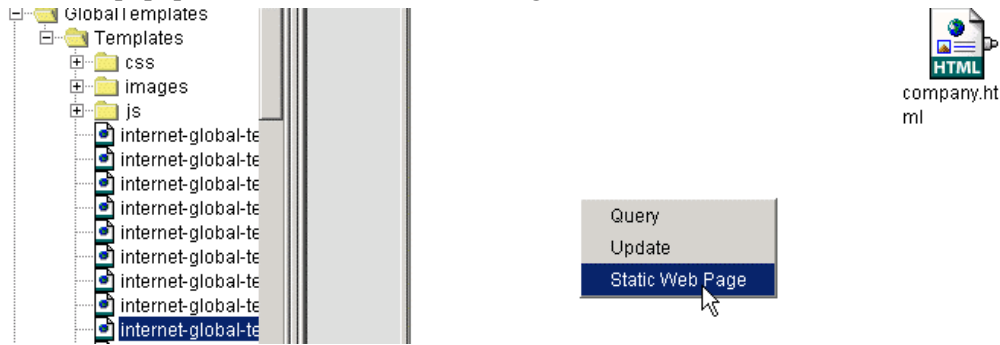 GlobalTemplates
Templates
css
images
js
internet-global-te
internet-global-te
internet-global-te
internet-global-te
internet-global-te
internet-global-te
internet-global-te
internet-global-te
internet-global-te
HTML
company.ht
ml
Query
Update
Static Web Page